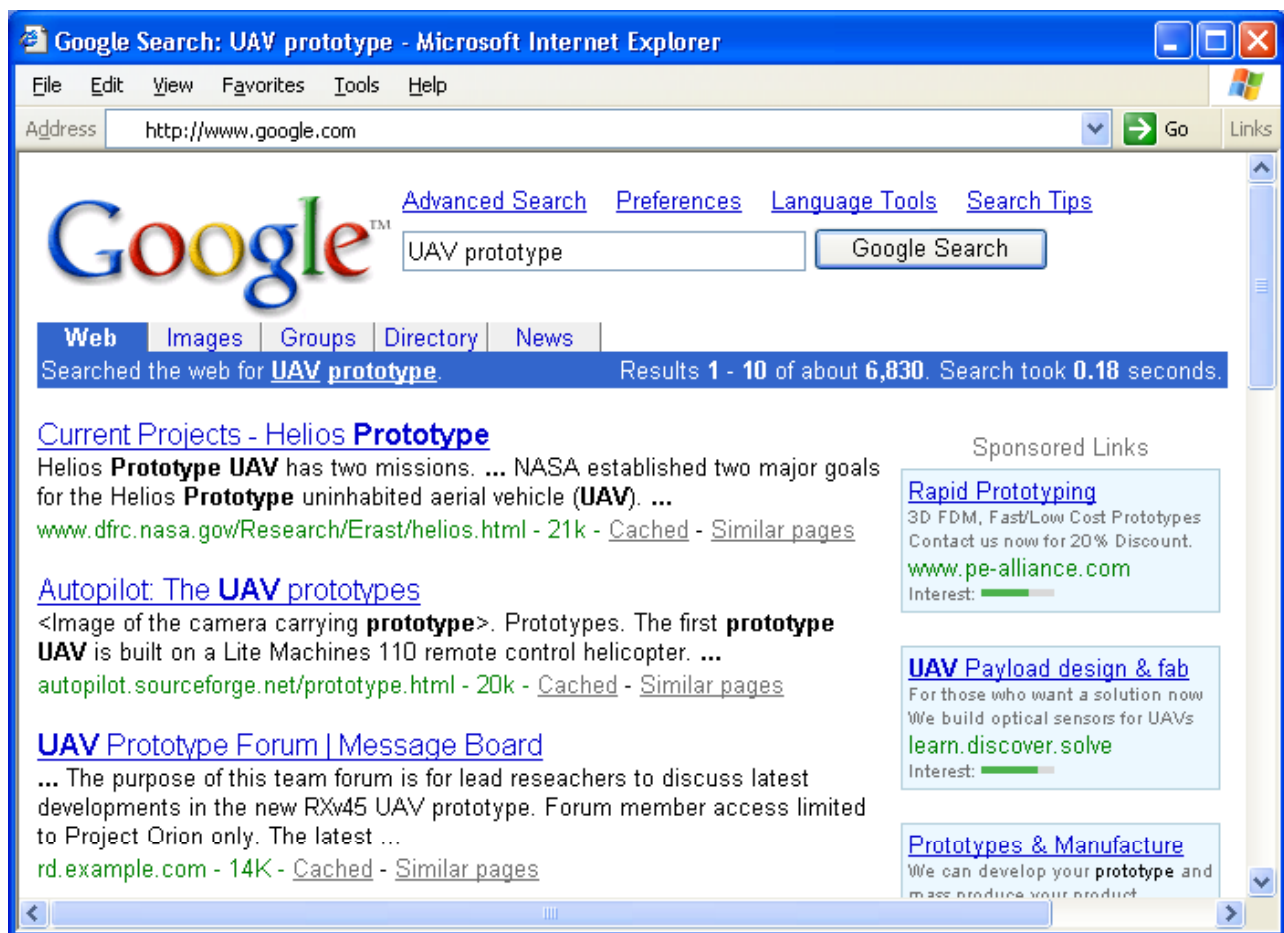 Google Search: UAV prototype - Microsoft Internet Explorer
File Edit View Favorites Tools Help
Address http://www.google.com Go Links
Google™
Advanced Search Preferences Language Tools Search Tips
UAV prototype Google Search
Web Images Groups Directory News
Searched the web for UAV prototype. Results 1 - 10 of about 6,830. Search took 0.18 seconds.
Current Projects - Helios Prototype
Helios Prototype UAV has two missions. ... NASA established two major goals
for the Helios Prototype uninhabited aerial vehicle (UAV). ...
www.dfrc.nasa.gov/Research/Erast/helios.html - 21k - Cached - Similar pages
Autopilot: The UAV prototypes
<Image of the camera carrying prototype>. Prototypes. The first prototype
UAV is built on a Lite Machines 110 remote control helicopter. ...
autopilot.sourceforge.net/prototype.html - 20k - Cached - Similar pages
UAV Prototype Forum | Message Board
... The purpose of this team forum is for lead reseachers to discuss latest
developments in the new RXv45 UAV prototype. Forum member access limited
to Project Orion only. The latest ...
rd.example.com - 14K - Cached - Similar pages
Sponsored Links
Rapid Prototyping
3D FDM, Fast/Low Cost Prototypes
Contact us now for 20% Discount.
www.pe-alliance.com
Interest:
UAV Payload design & fab
For those who want a solution now
We build optical sensors for UAVs
learn.discover.solve
Interest:
Prototypes & Manufacture
We can develop your prototype and
mass produce your product